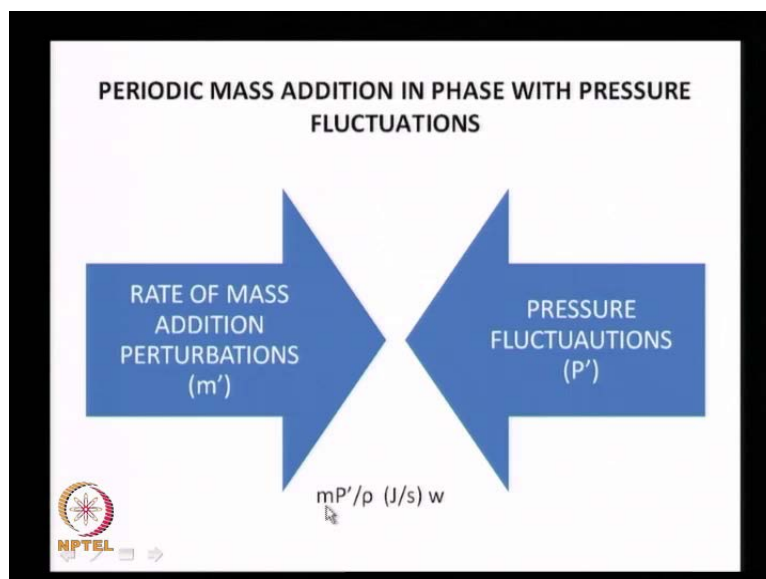 PERIODIC MASS ADDITION IN PHASE WITH PRESSURE
FLUCTUATIONS
RATE OF MASS
ADDITION
PERTURBATIONS
(m')
PRESSURE
FLUCTUAUTIONS
(P')
mP'/ρ (J/s) w
NPTEL